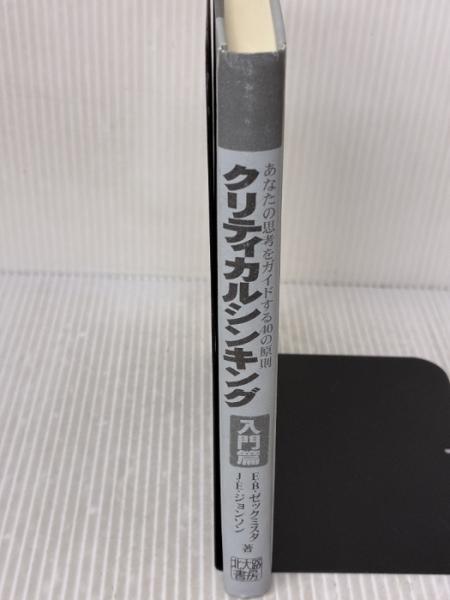 あなたの思考をガイドする40の原則
クリティカルシンキング
入門篇
E・B・ゼックミスタ
J・E・ジョンソン
著
北大路
書房